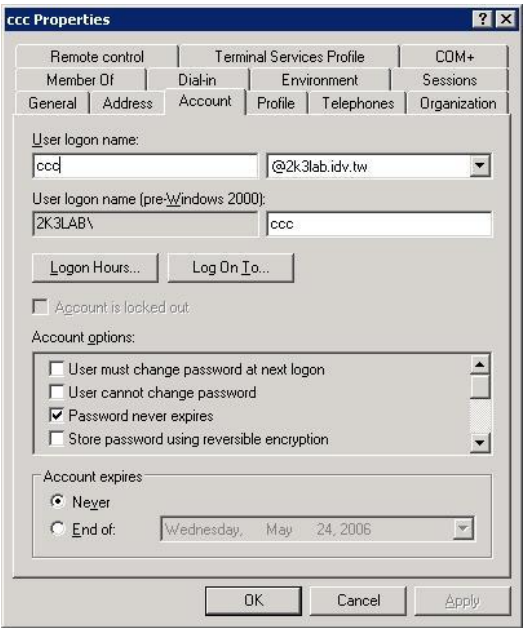 ccc Properties
Remote control Terminal Services Profile COM+
Member Of Dial-in Environment Sessions
General Address Account Profile Telephones Organization
User logon name:
ccc @2k3lab.idv.tw
User logon name (pre-Windows 2000):
2K3LAB\ ccc
Logon Hours... Log On To...
Account is locked out
Account options:
User must change password at next logon
User cannot change password
Password never expires
Store password using reversible encryption
Account expires
Never
End of: Wednesday, May 24, 2006
OK Cancel Apply